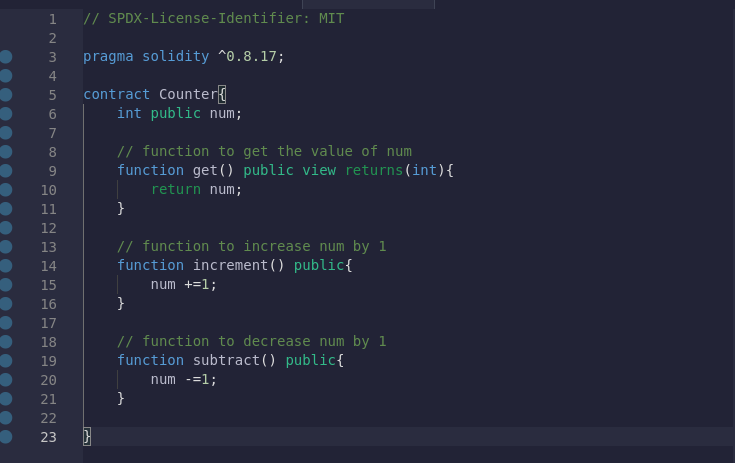 1 // SPDX-License-Identifier: MIT
2
3 pragma solidity ^0.8.17;
4
5 contract Counter{
6     int public num;
7
8     // function to get the value of num
9     function get() public view returns(int){
10         return num;
11     }
12
13     // function to increase num by 1
14     function increment() public{
15         num +=1;
16     }
17
18     // function to decrease num by 1
19     function subtract() public{
20         num -=1;
21     }
22
23 }